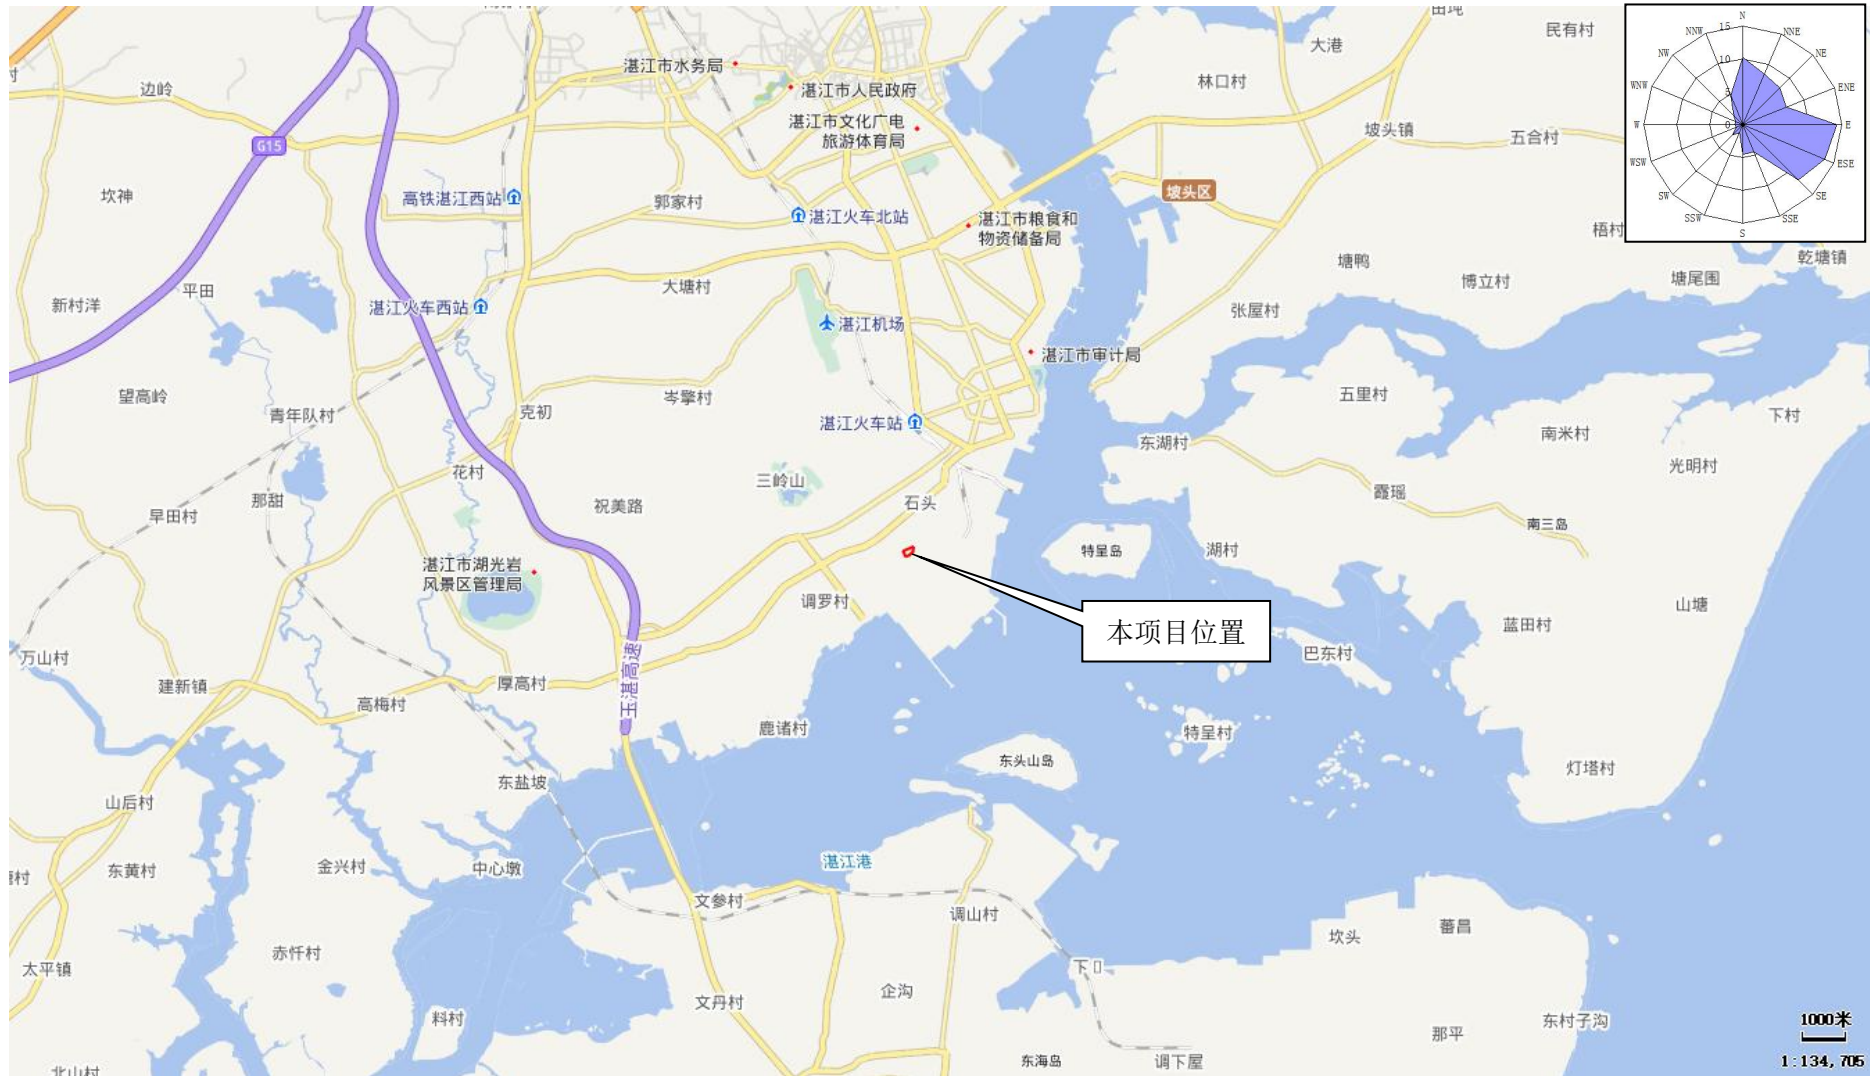 田坉
民有村
大港
湛江市水务局
林口村
边岭
湛江市人民政府
湛江市文化广电
旅游体育局
坡头镇
五合村
G15
坎神
高铁湛江西站
郭家村
坡头区
湛江火车北站
湛江市粮食和
物资储备局
梧村
塘鸭
乾塘镇
平田
新村洋
大塘村
博立村
塘尾围
湛江火车西站
湛江机场
张屋村
湛江市审计局
望高岭
青年队村
克初
岑擎村
五里村
下村
湛江火车站
东湖村
南米村
光明村
花村
三岭山
那甜
祝美路
石头
霞瑶
旱田村
南三岛
特呈岛
湖村
湛江市湖光岩
风景区管理局
调罗村
山塘
本项目位置
蓝田村
万山村
巴东村
玉湛高速
建新镇
厚高村
高梅村
鹿诸村
特呈村
东头山岛
灯塔村
东盐坡
山后村
湛江港
东黄村
金兴村
中心墩
文参村
调山村
蕃昌
坎头
赤忏村
太平镇
下
企沟
文丹村
料村
东村子沟
那平
东海岛
调下屋
北山村
N
NNE
NE
ENE
E
ESE
SE
SSE
S
SSW
SW
WSW
W
WNW
NW
NNW
15
10
5
0
1000米
1:134,705